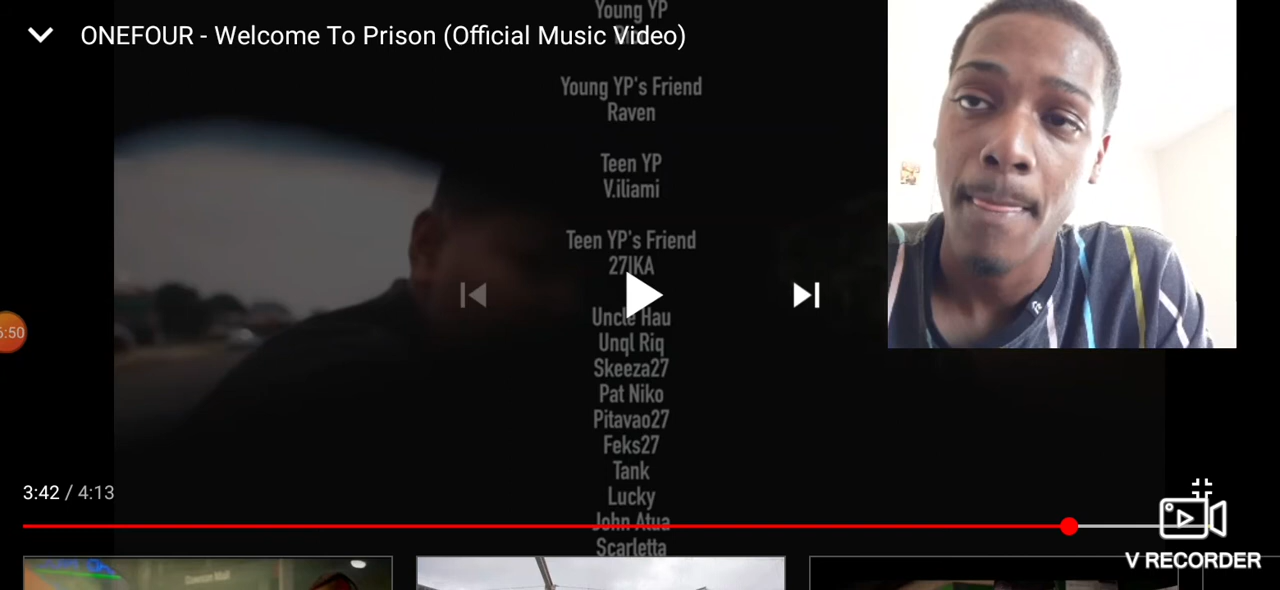 Young YP
ONEFOUR - Welcome To Prison (Official Music Video)
Young YP's Friend
Raven
Teen YP
V.iliami
Teen YP's Friend
27IKA
6:50
Uncle Hau
Unql Riq
Skeeza27
Pat Niko
Pitavao27
Feks27
Tank
3:42 / 4:13
Lucky
John Atua
Scarletta
V RECORDER